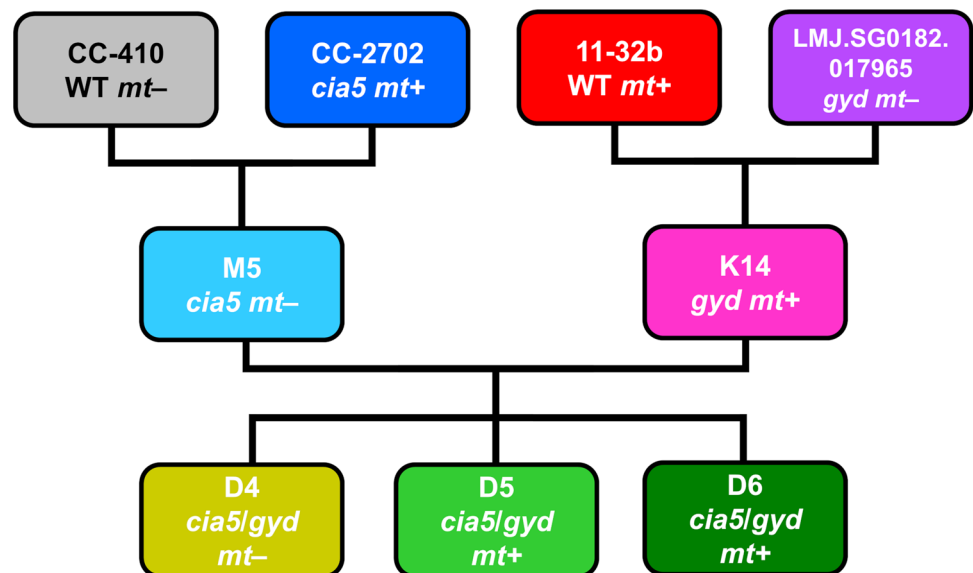 CC-410
WT mt–
CC-2702
cia5 mt+
11-32b
WT mt+
LMJ.SG0182.
017965
gyd mt–
M5
cia5 mt–
K14
gyd mt+
D4
cia5/gyd
mt–
D5
cia5/gyd
mt+
D6
cia5/gyd
mt+